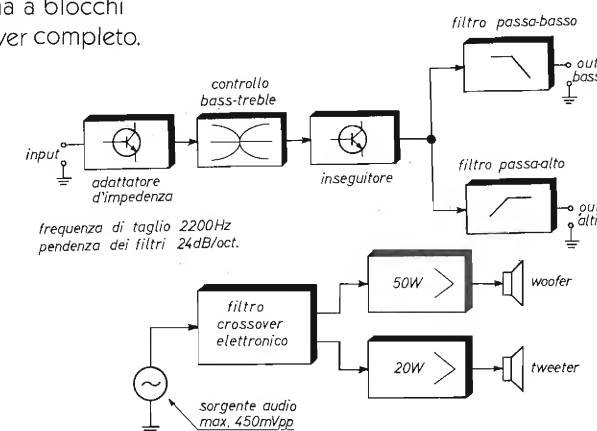 a blocchi
ver completo.
filtro passa-basso
out
bass
controllo
bass-treble
input
adattatore
d'impedenza
inseguitore
filtro passa-alto
out
alti
frequenza di taglio 2200Hz
pendenza dei filtri 24dB/oct.
filtro
crossover
elettronico
50W
woofer
20W
tweeter
sorgente audio
max. 450mVpp